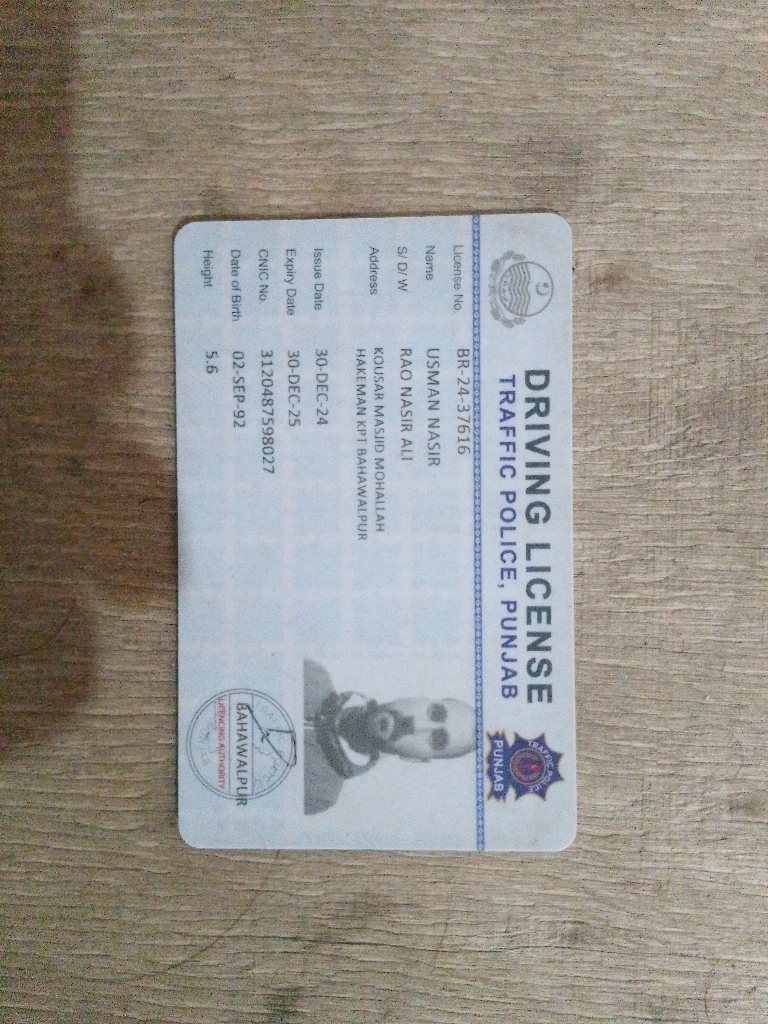 DRIVING LICENSE
TRAFFIC POLICE, PUNJAB
TRAFFIC POLICE
PUNJAB
License No. BR-24-37616
Name USMAN NASIR
S/D/W RAO NASIR ALI
Address KOUSAR MASJID MOHALLAH
HAKEMAN KPT BAHAWALPUR
Issue Date 30-DEC-24
Expiry Date 30-DEC-25
CNIC No. 3120487598027
Date of Birth 02-SEP-92
Height 5.6
BAHAWALPUR
LICENCING AUTHORITY